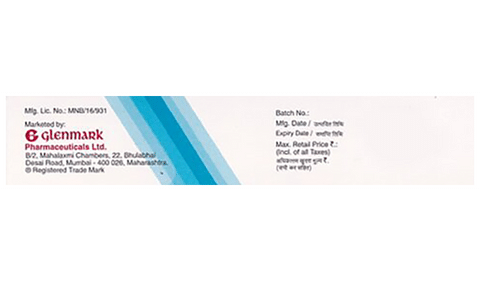 Mfg. Lic. No.: MNB/16/931
Marketed by:
G Glenmark
Pharmaceuticals Ltd.
B/2, Mahalaxmi Chambers, 22, Bhulabhai
Desai Road, Mumbai - 400 026, Maharashtra.
® Registered Trade Mark
Batch No.:
Mfg. Date / उत्पादित तिथि
Expiry Date / समाप्ति तिथि
Max. Retail Price ₹.:
(Incl. of all Taxes)
अधिकतम खुदरा मूल्य ₹.
(सभी कर सहित)